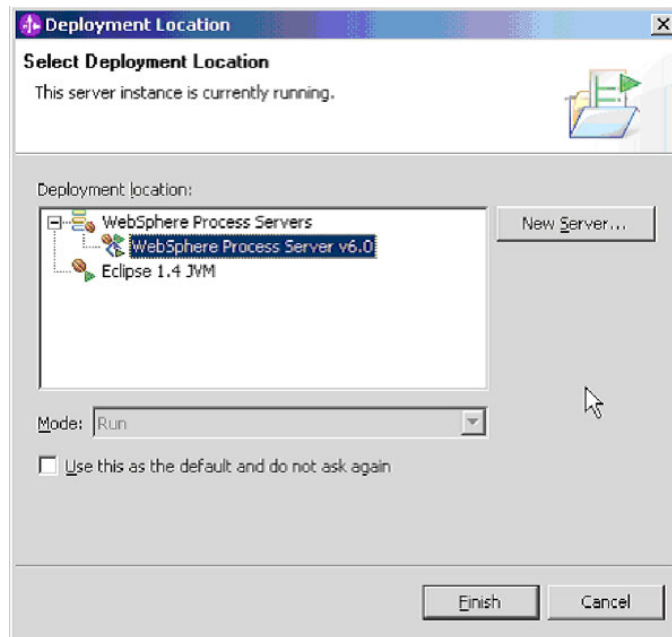 Deployment Location
Select Deployment Location
This server instance is currently running.
Deployment location:
WebSphere Process Servers
New Server...
WebSphere Process Server v6.0
Eclipse 1.4 JVM
Mode: Run
Use this as the default and do not ask again
Finish Cancel